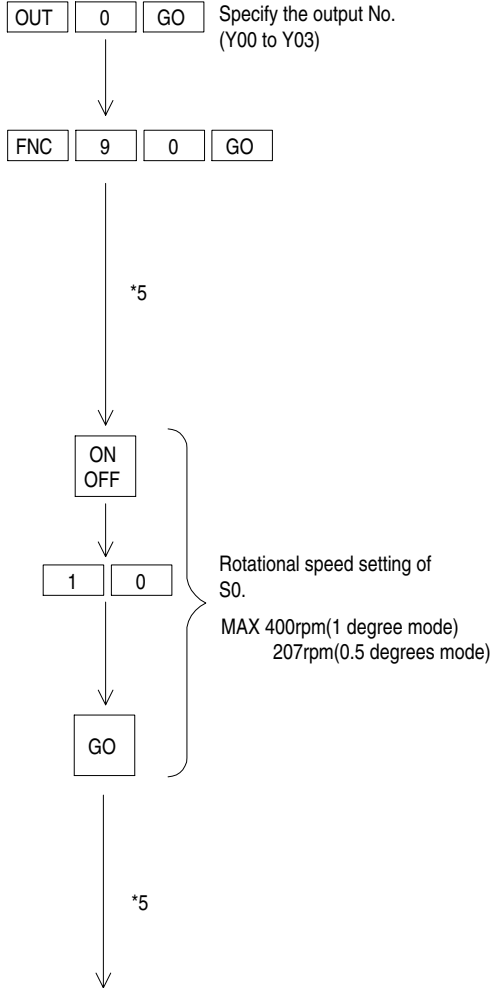 OUT 0 GO Specify the output No.
(Y00 to Y03)
FNC 9 0 GO
*5
ON
OFF
1 0
Rotational speed setting of
S0.
MAX 400rpm(1 degree mode)
207rpm(0.5 degrees mode)
GO
*5